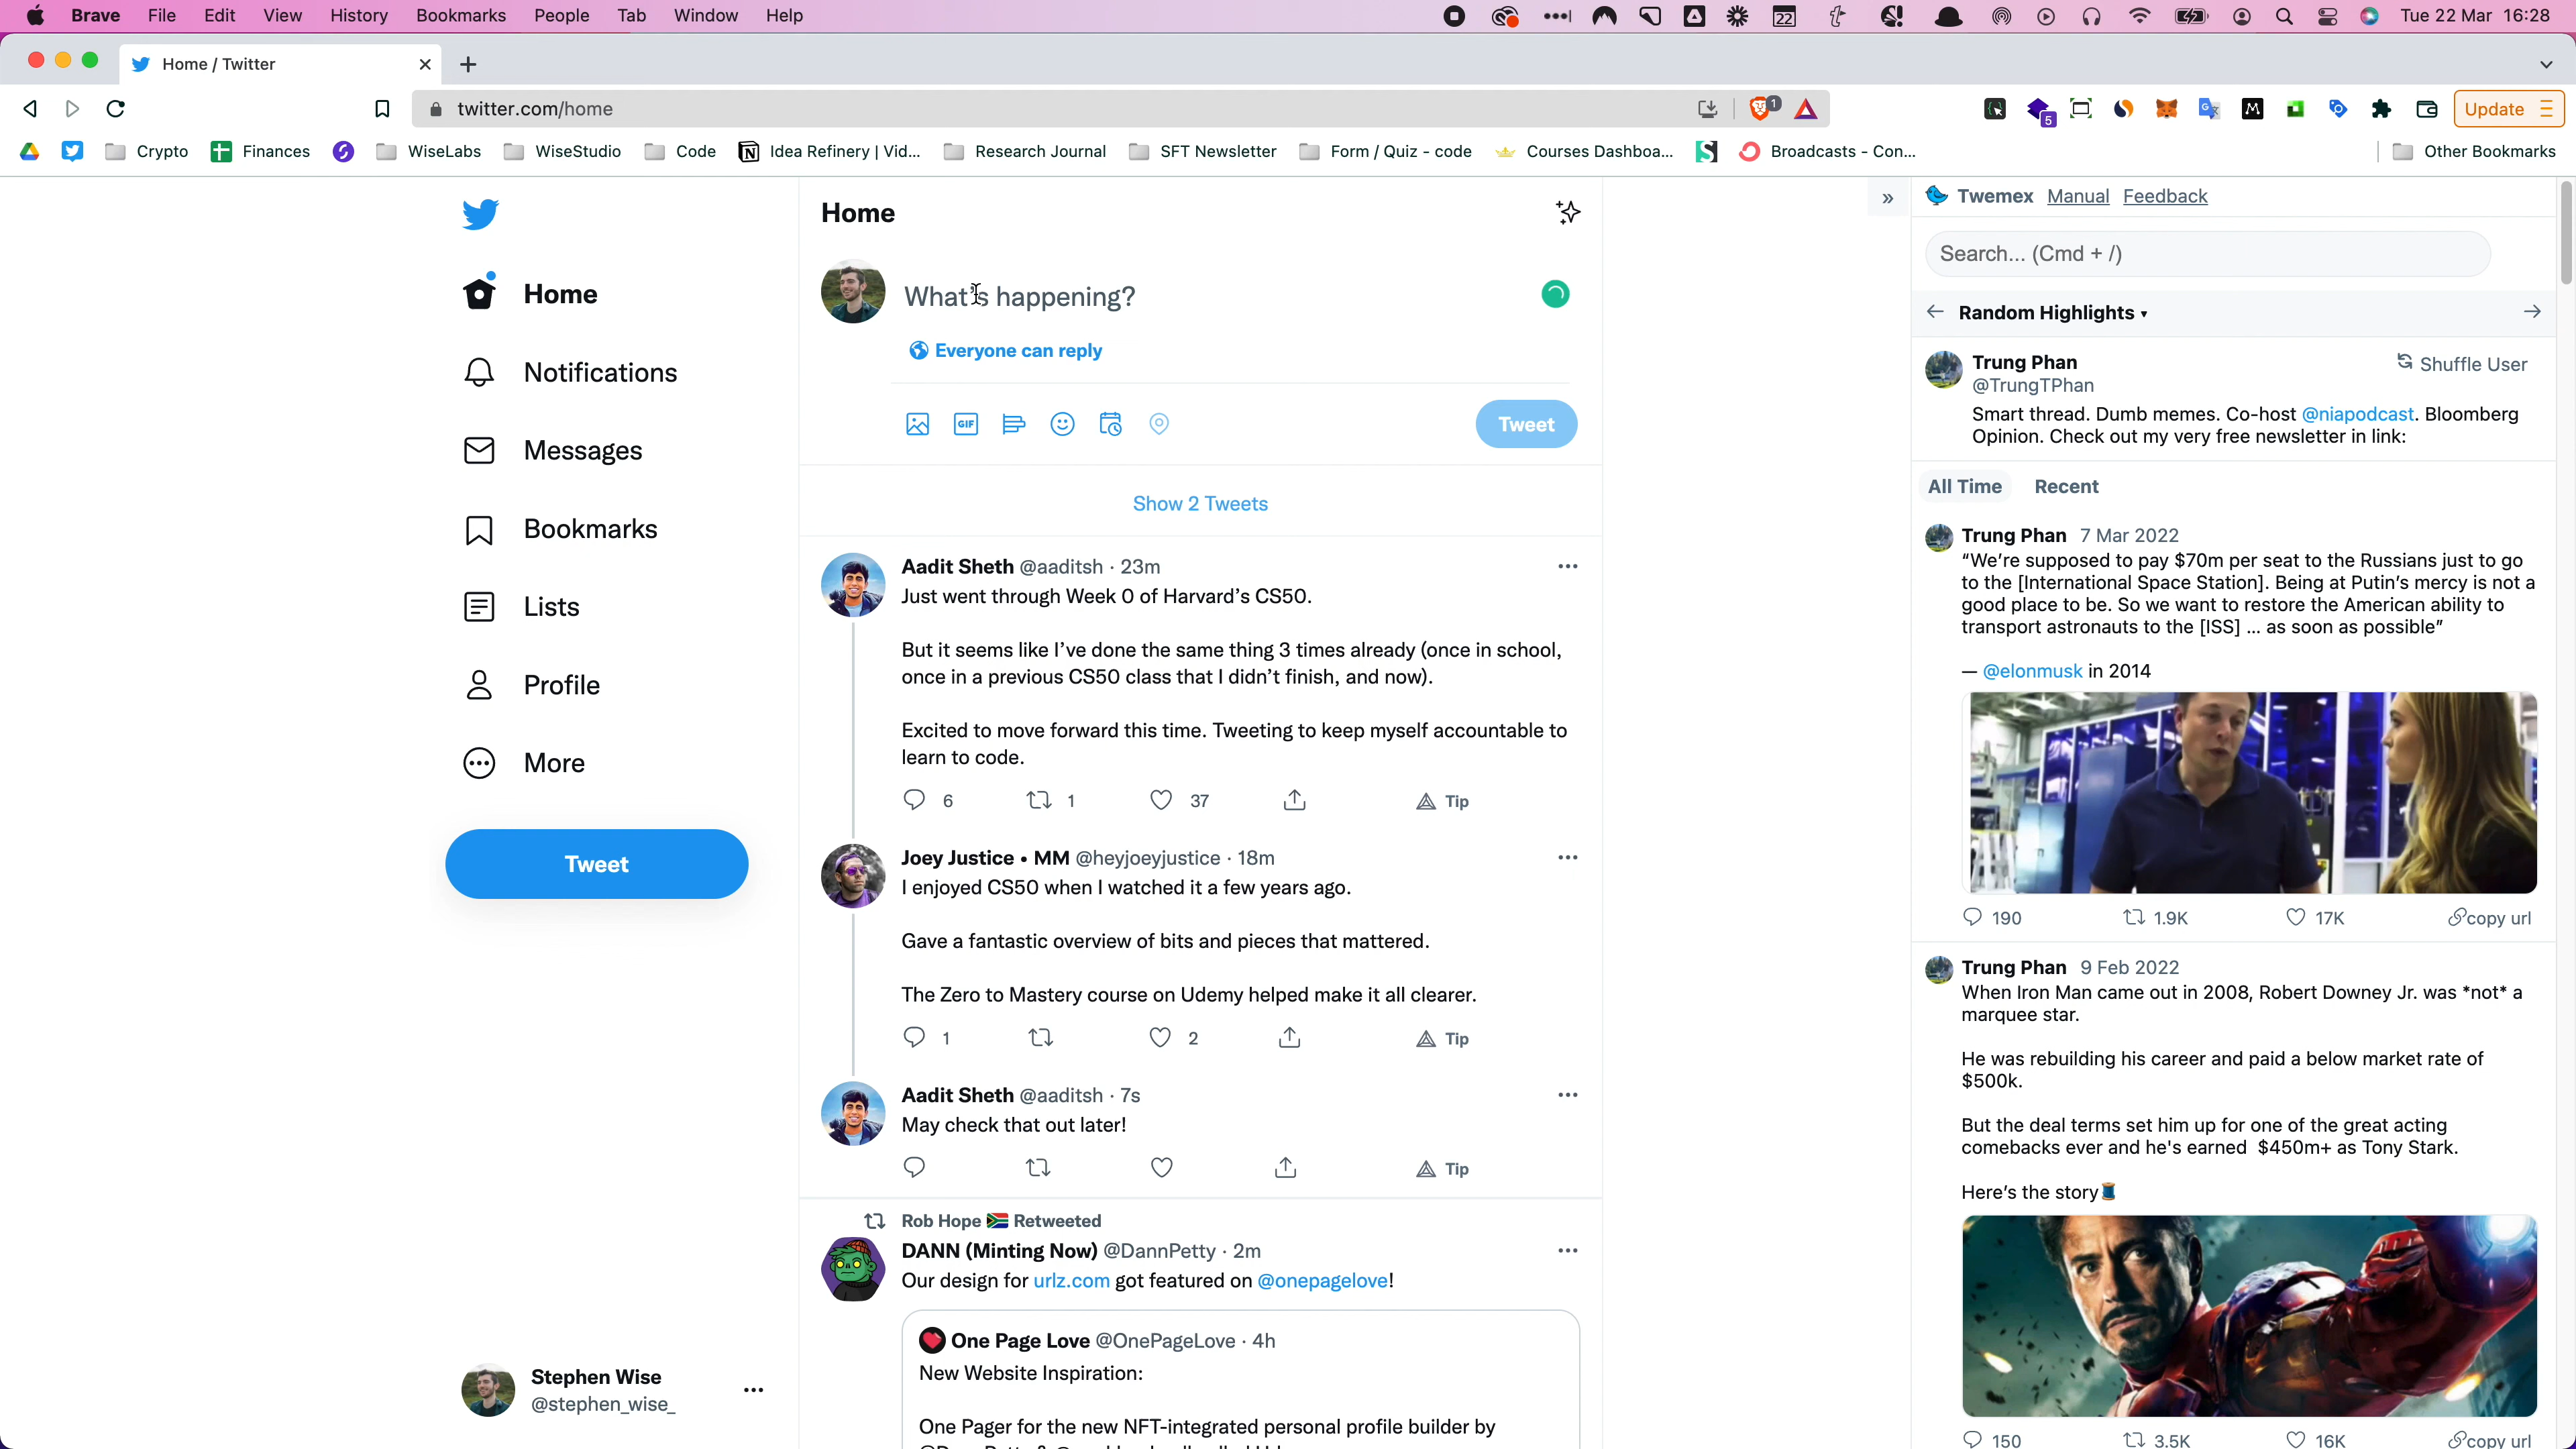 Brave File Edit View History Bookmarks People Tab Window Help 22 Tue 22 Mar 16:28
Home / Twitter
twitter.com/home 1 5 Update
Crypto Finances WiseLabs WiseStudio Code Idea Refinery | Vid... Research Journal SFT Newsletter Form / Quiz - code Courses Dashboa... Broadcasts - Con... Other Bookmarks
Home
Notifications
Messages
Bookmarks
Lists
Profile
More
Tweet
Stephen Wise
@stephen_wise_
Home
What's happening?
Everyone can reply
GIF
Tweet
Show 2 Tweets
Aadit Sheth @aaditsh · 23m
Just went through Week 0 of Harvard's CS50.
But it seems like I've done the same thing 3 times already (once in school,
once in a previous CS50 class that I didn't finish, and now).
Excited to move forward this time. Tweeting to keep myself accountable to
learn to code.
6 1 37 Tip
Joey Justice • MM @heyjoeyjustice · 18m
I enjoyed CS50 when I watched it a few years ago.
Gave a fantastic overview of bits and pieces that mattered.
The Zero to Mastery course on Udemy helped make it all clearer.
1 2 Tip
Aadit Sheth @aaditsh · 7s
May check that out later!
Tip
Rob Hope 🇿🇦 Retweeted
DANN (Minting Now) @DannPetty · 2m
Our design for urlz.com got featured on @onepagelove!
One Page Love @OnePageLove · 4h
New Website Inspiration:
One Pager for the new NFT-integrated personal profile builder by
Twemex Manual Feedback
Search... (Cmd + /)
Random Highlights
Trung Phan
@TrungTPhan
Shuffle User
Smart thread. Dumb memes. Co-host @niapodcast. Bloomberg
Opinion. Check out my very free newsletter in link:
All Time Recent
Trung Phan 7 Mar 2022
“We're supposed to pay $70m per seat to the Russians just to go
to the [International Space Station]. Being at Putin's mercy is not a
good place to be. So we want to restore the American ability to
transport astronauts to the [ISS] ... as soon as possible”
— @elonmusk in 2014
190 1.9K 17K copy url
Trung Phan 9 Feb 2022
When Iron Man came out in 2008, Robert Downey Jr. was *not* a
marquee star.
He was rebuilding his career and paid a below market rate of
$500k.
But the deal terms set him up for one of the great acting
comebacks ever and he's earned $450m+ as Tony Stark.
Here's the story🧵
150 3.5K 16K copy url